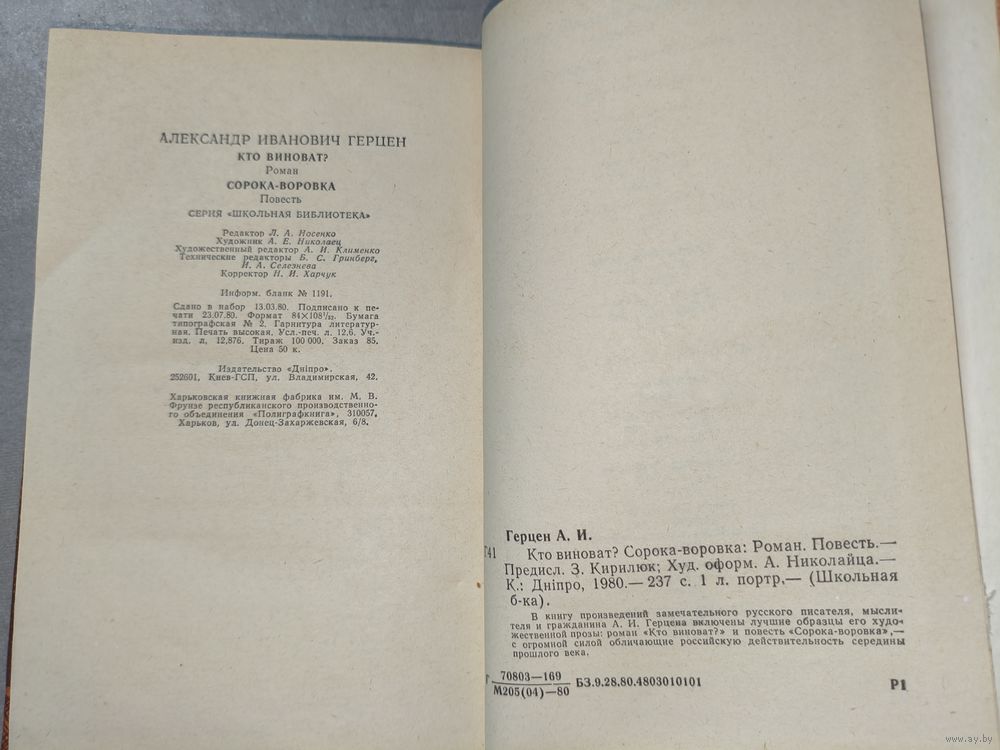 АЛЕКСАНДР ИВАНОВИЧ ГЕРЦЕН
КТО ВИНОВАТ?
Роман
СОРОКА-ВОРОВКА
Повесть
СЕРИЯ «ШКОЛЬНАЯ БИБЛИОТЕКА»
Редактор Л. А. Носенко
Художник А. Е. Николаец
Художественный редактор А. И. Клименко
Технические редакторы Б. С. Гринберг,
И. А. Селезнева
Корректор Н. И. Харчук
Информ. бланк № 1191.
Сдано в набор 13.03.80. Подписано к пе-
чати 23.07.80. Формат 84×108¹/₃₂. Бумага
типографская № 2. Гарнитура литератур-
ная. Печать высокая. Усл.-печ. л. 12,6. Уч.-
изд. л. 12,876. Тираж 100 000. Заказ 85.
Цена 50 к.
Издательство «Дніпро».
252601, Киев-ГСП, ул. Владимирская, 42.
Харьковская книжная фабрика им. М. В.
Фрунзе республиканского производственно-
го объединения «Полиграфкнига», 310057,
Харьков, ул. Донец-Захаржевская, 6/8.
Герцен А. И.
Г41 Кто виноват? Сорока-воровка: Роман. Повесть.—
Предисл. З. Кирилюк; Худ. оформ. А. Николайца.—
К.: Дніпро, 1980.— 237 с. 1 л. портр.— (Школьная
б-ка).
В книгу произведений замечательного русского писателя, мысли-
теля и гражданина А. И. Герцена включены лучшие образцы его худо-
жественной прозы: роман «Кто виноват?» и повесть «Сорока-воровка»,—
с огромной силой обличающие российскую действительность середины
прошлого века.
Г 70803—169
М205(04)—80 БЗ.9.28.80.4803010101
Р1
www.ay.by